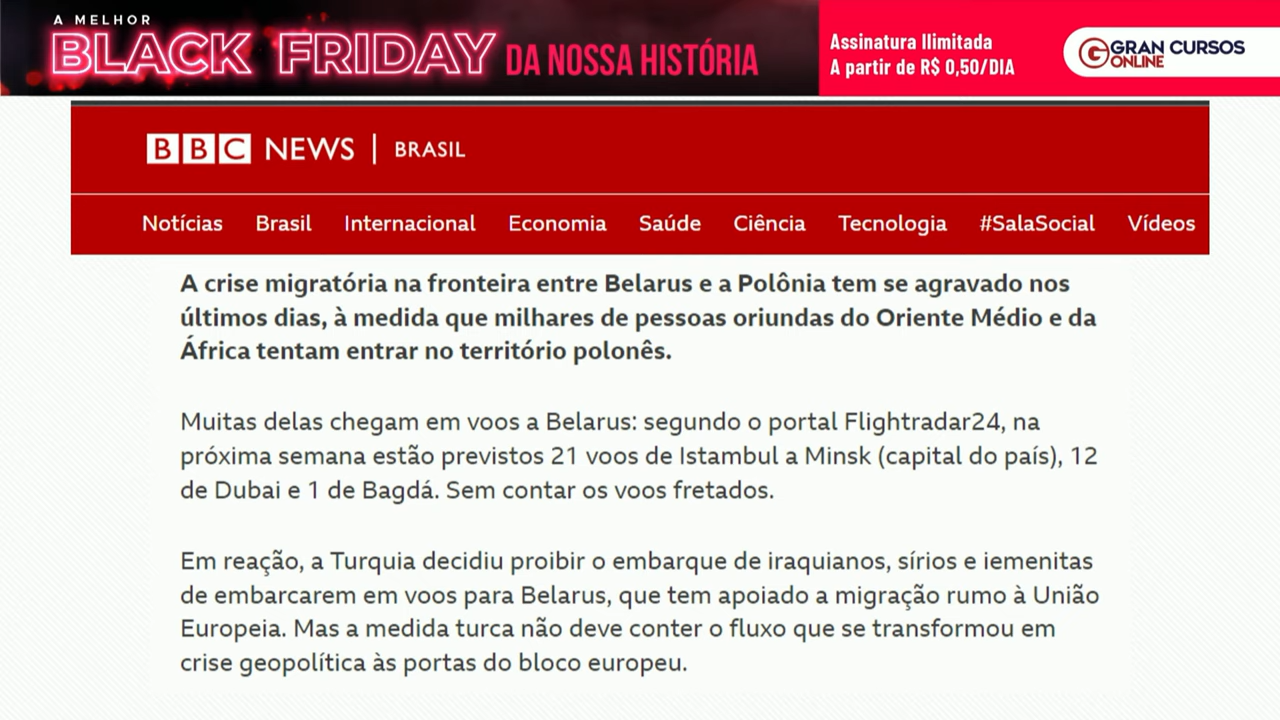 A MELHOR
BLACK FRIDAY DA NOSSA HISTÓRIA
Assinatura Ilimitada
A partir de R$ 0,50/DIA
G GRAN CURSOS
ONLINE
BBC NEWS | BRASIL
Notícias Brasil Internacional Economia Saúde Ciência Tecnologia #SalaSocial Vídeos
A crise migratória na fronteira entre Belarus e a Polônia tem se agravado nos
últimos dias, à medida que milhares de pessoas oriundas do Oriente Médio e da
África tentam entrar no território polonês.
Muitas delas chegam em voos a Belarus: segundo o portal Flightradar24, na
próxima semana estão previstos 21 voos de Istambul a Minsk (capital do país), 12
de Dubai e 1 de Bagdá. Sem contar os voos fretados.
Em reação, a Turquia decidiu proibir o embarque de iraquianos, sírios e iemenitas
de embarcarem em voos para Belarus, que tem apoiado a migração rumo à União
Europeia. Mas a medida turca não deve conter o fluxo que se transformou em
crise geopolítica às portas do bloco europeu.